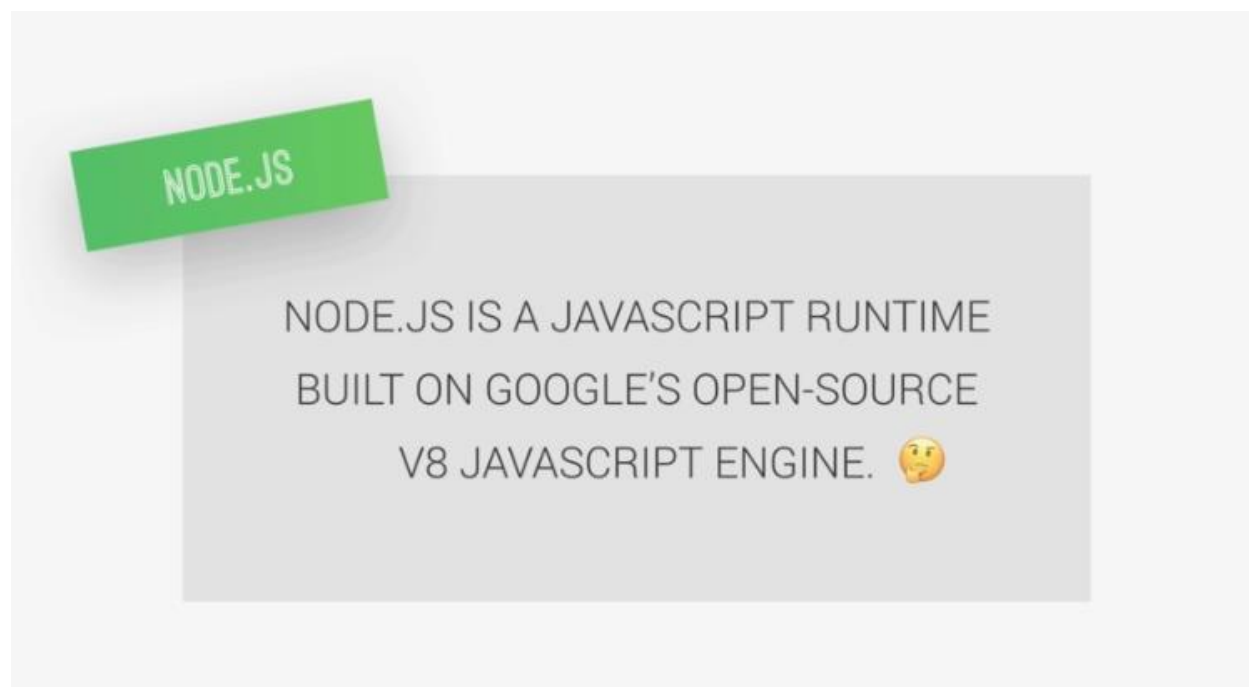 NODE.JS
NODE.JS IS A JAVASCRIPT RUNTIME
BUILT ON GOOGLE'S OPEN-SOURCE
V8 JAVASCRIPT ENGINE. 🤔